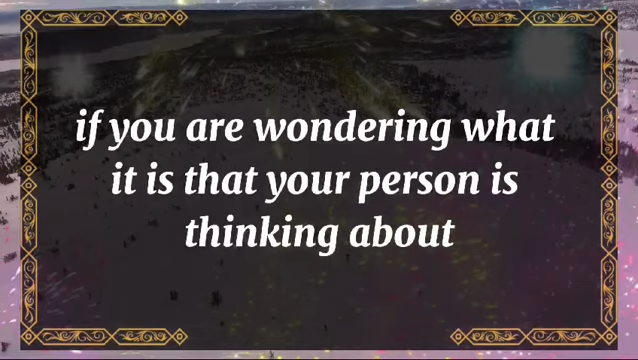 if you are wondering what
it is that your person is
thinking about